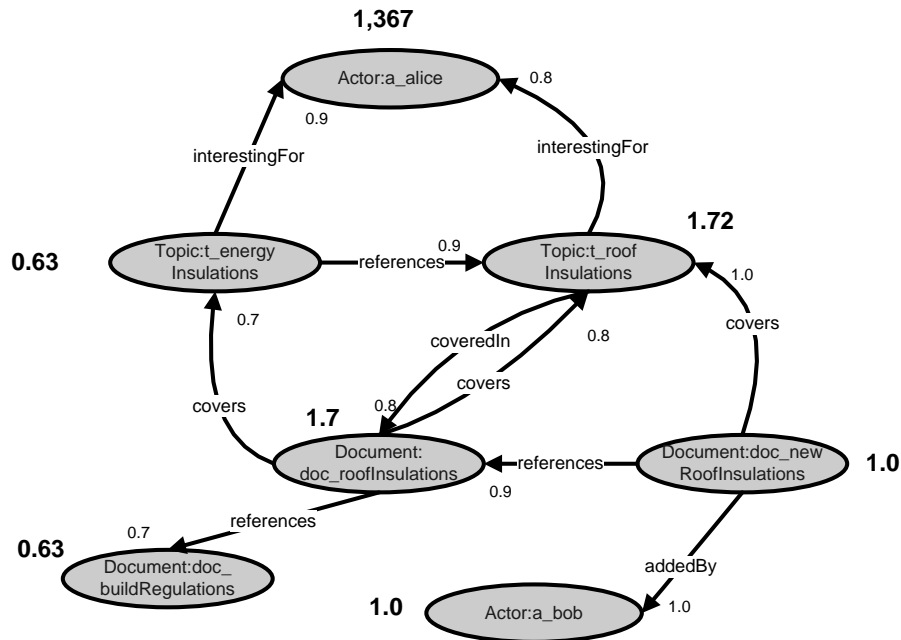 1,367
Actor:a_alice
0.8
0.9
interestingFor
interestingFor
1.72
0.63
Topic:t_energy
Insulations
references
0.9
Topic:t_roof
Insulations
1.0
0.7
coveredIn
0.8
covers
covers
covers
0.8
1.7
Document:
doc_roofInsulations
references
0.9
Document:doc_new
RoofInsulations
1.0
references
0.7
0.63
Document:doc_
buildRegulations
addedBy
1.0
Actor:a_bob
1.0